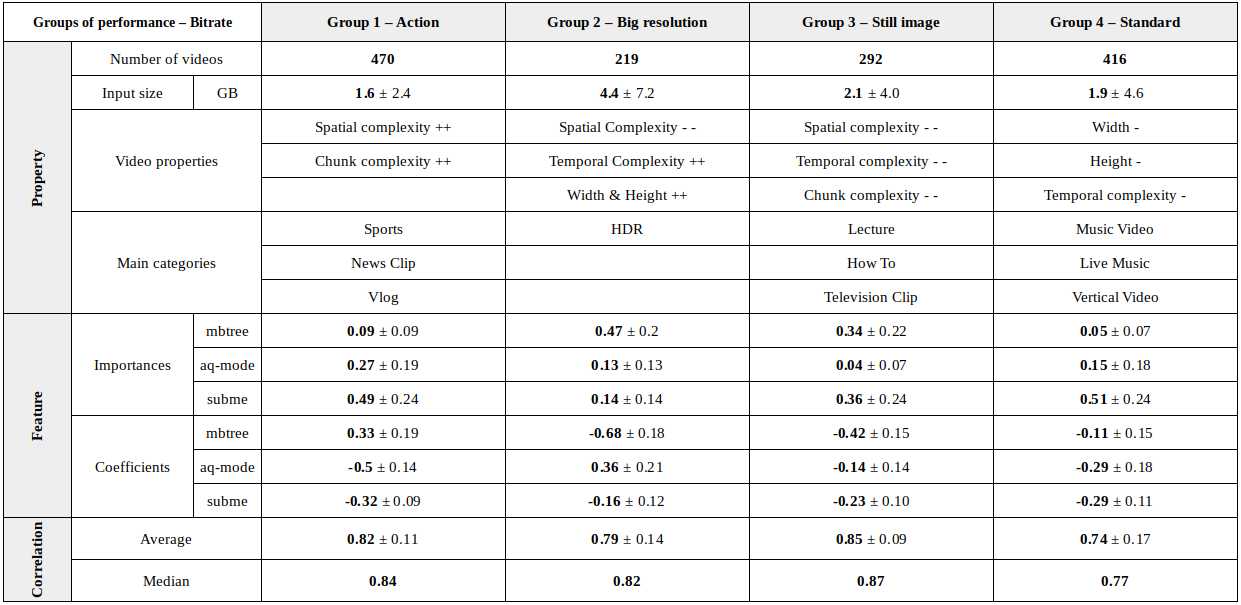 Groups of performance – Bitrate Group 1 – Action Group 2 – Big resolution Group 3 – Still image Group 4 – Standard
Property
Number of videos 470 219 292 416
Input size GB 1.6 ± 2.4 4.4 ± 7.2 2.1 ± 4.0 1.9 ± 4.6
Video properties
Spatial complexity ++ Spatial Complexity - - Spatial complexity - - Width -
Chunk complexity ++ Temporal Complexity ++ Temporal complexity - - Height -
Width & Height ++ Chunk complexity - - Temporal complexity -
Main categories
Sports HDR Lecture Music Video
News Clip How To Live Music
Vlog Television Clip Vertical Video
Feature
Importances
mbtree 0.09 ± 0.09 0.47 ± 0.2 0.34 ± 0.22 0.05 ± 0.07
aq-mode 0.27 ± 0.19 0.13 ± 0.13 0.04 ± 0.07 0.15 ± 0.18
subme 0.49 ± 0.24 0.14 ± 0.14 0.36 ± 0.24 0.51 ± 0.24
Coefficients
mbtree 0.33 ± 0.19 -0.68 ± 0.18 -0.42 ± 0.15 -0.11 ± 0.15
aq-mode -0.5 ± 0.14 0.36 ± 0.21 -0.14 ± 0.14 -0.29 ± 0.18
subme -0.32 ± 0.09 -0.16 ± 0.12 -0.23 ± 0.10 -0.29 ± 0.11
Correlation
Average 0.82 ± 0.11 0.79 ± 0.14 0.85 ± 0.09 0.74 ± 0.17
Median 0.84 0.82 0.87 0.77